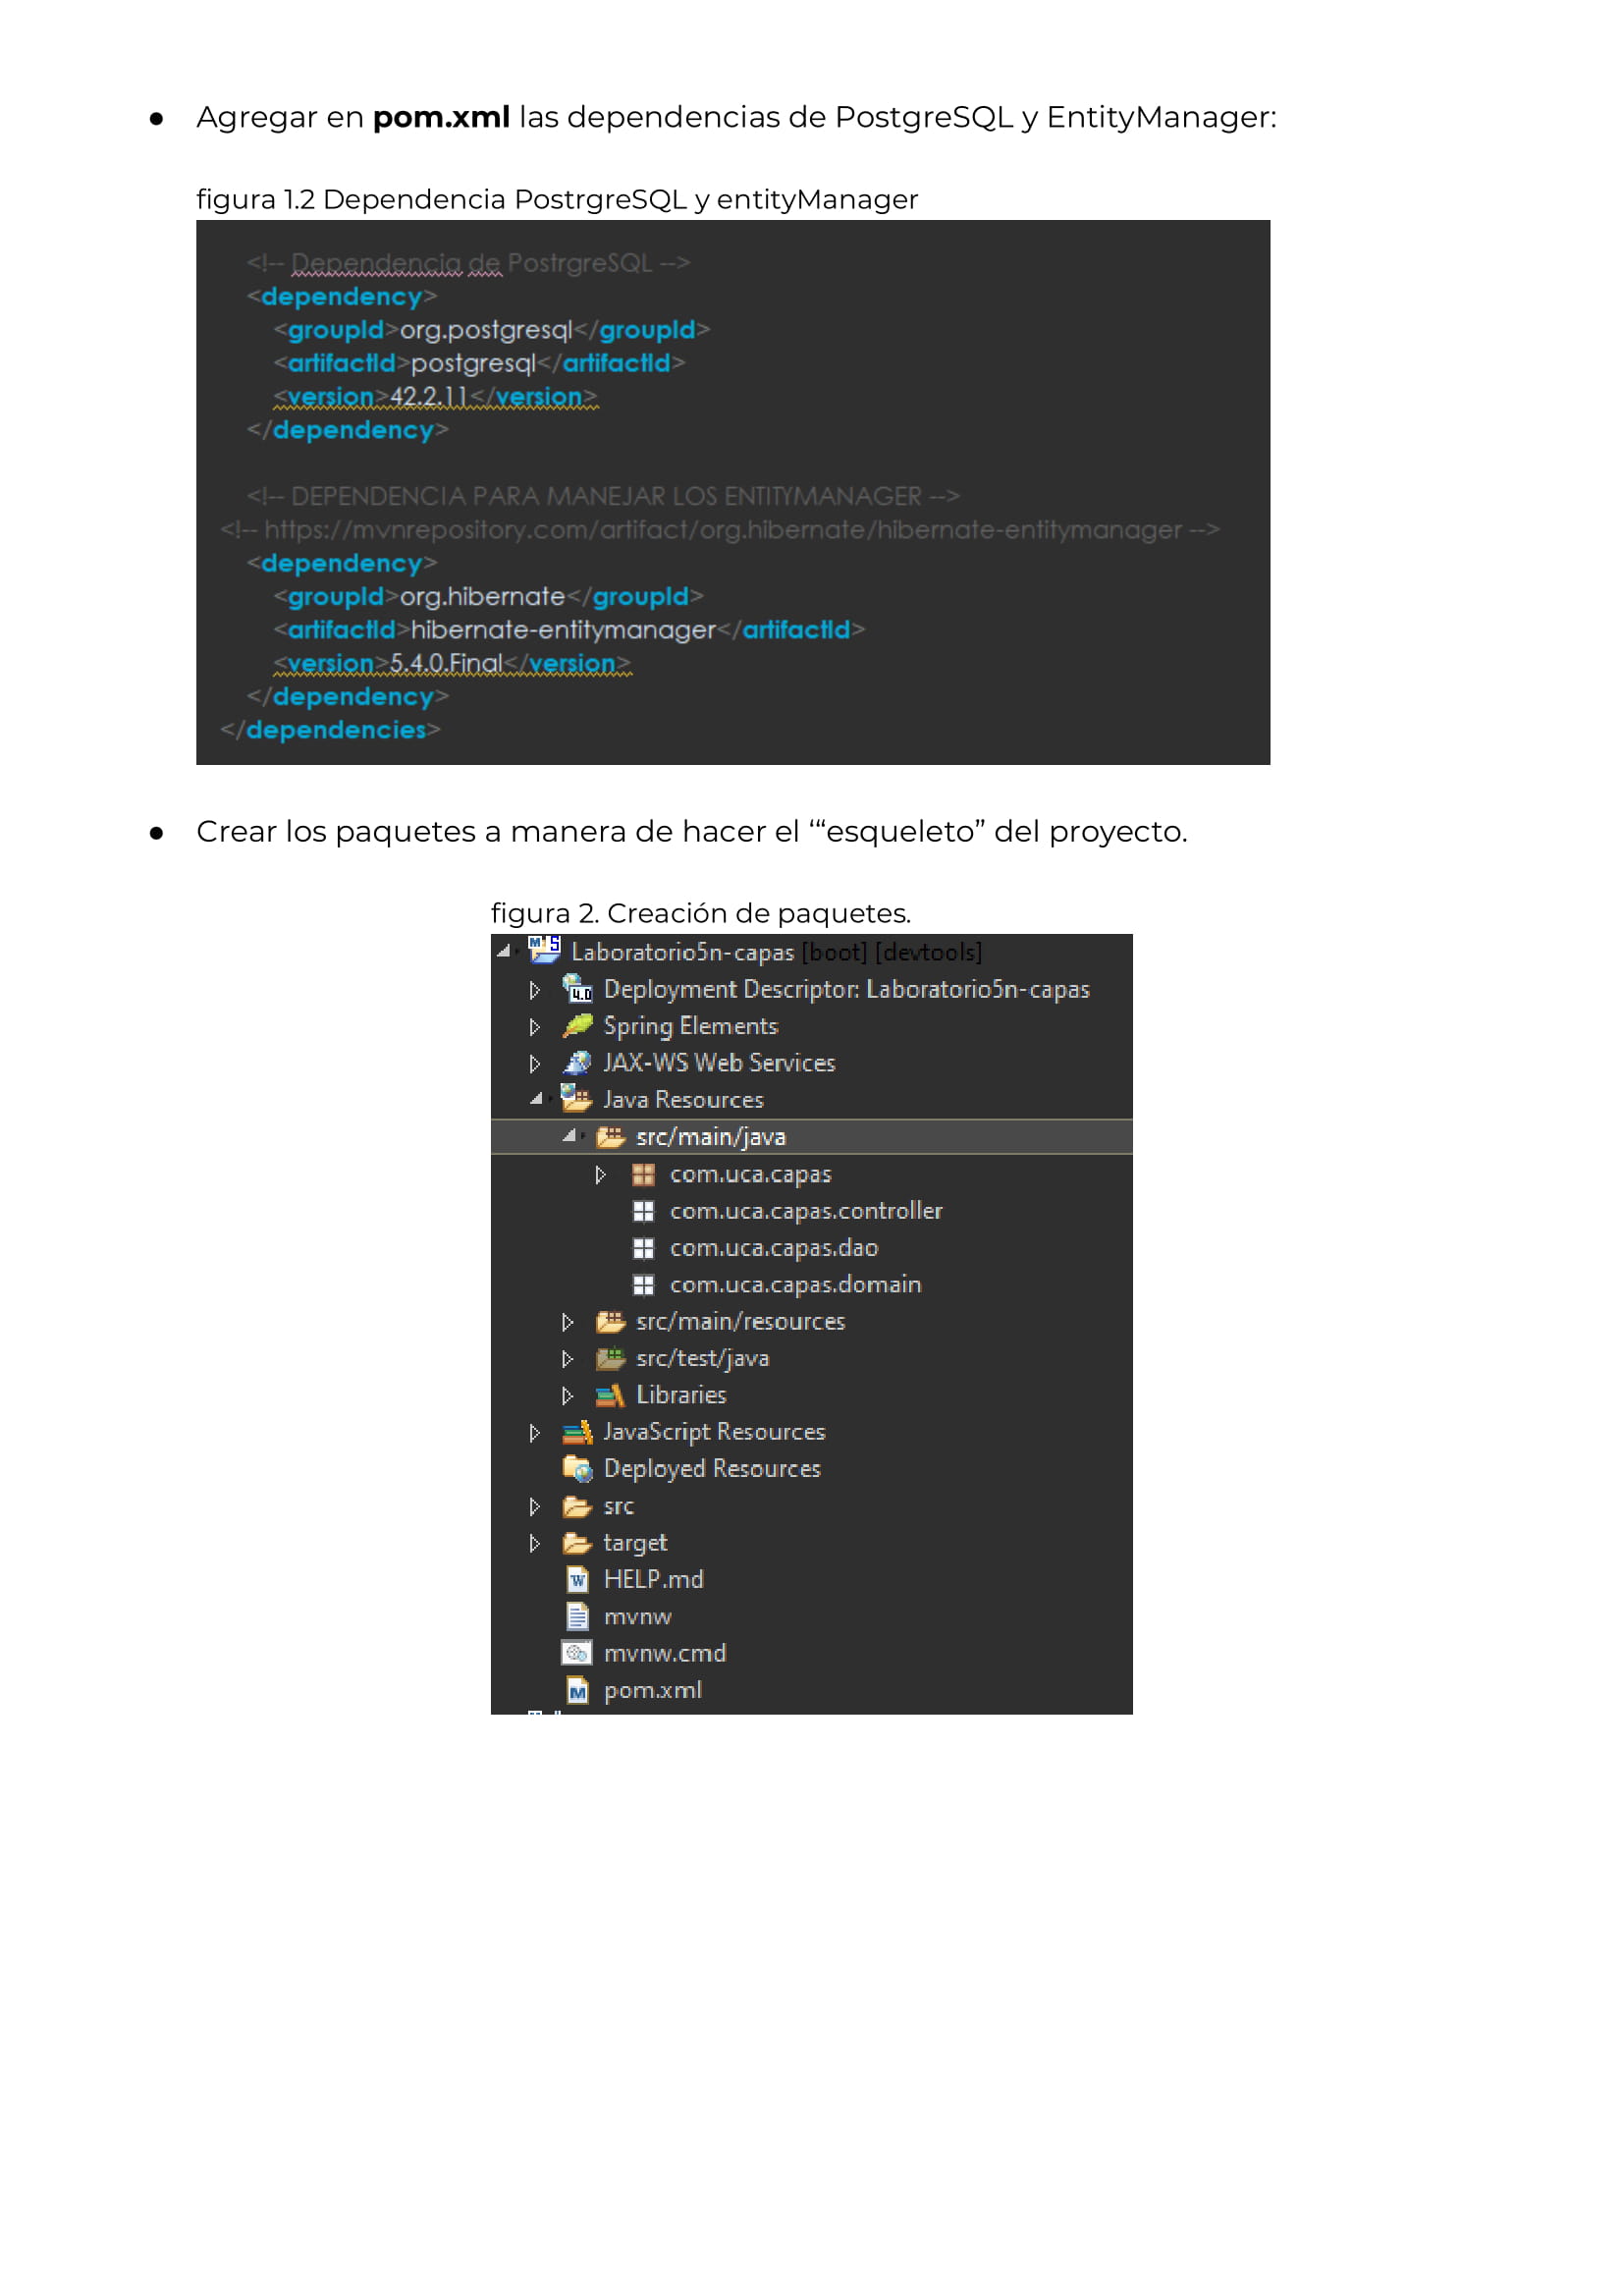 ● Agregar en pom.xml las dependencias de PostgreSQL y EntityManager:
figura 1.2 Dependencia PostrgreSQL y entityManager
<!-- Dependencia de PostrgreSQL -->
<dependency>
<groupId>org.postgresql</groupId>
<artifactId>postgresql</artifactId>
<version>42.2.11</version>
</dependency>
<!-- DEPENDENCIA PARA MANEJAR LOS ENTITYMANAGER -->
<!-- https://mvnrepository.com/artifact/org.hibernate/hibernate-entitymanager -->
<dependency>
<groupId>org.hibernate</groupId>
<artifactId>hibernate-entitymanager</artifactId>
<version>5.4.0.Final</version>
</dependency>
</dependencies>
● Crear los paquetes a manera de hacer el ‘“esqueleto” del proyecto.
figura 2. Creación de paquetes.
Laboratorio5n-capas [boot] [devtools]
Deployment Descriptor: Laboratorio5n-capas
Spring Elements
JAX-WS Web Services
Java Resources
src/main/java
com.uca.capas
com.uca.capas.controller
com.uca.capas.dao
com.uca.capas.domain
src/main/resources
src/test/java
Libraries
JavaScript Resources
Deployed Resources
src
target
HELP.md
mvnw
mvnw.cmd
pom.xml